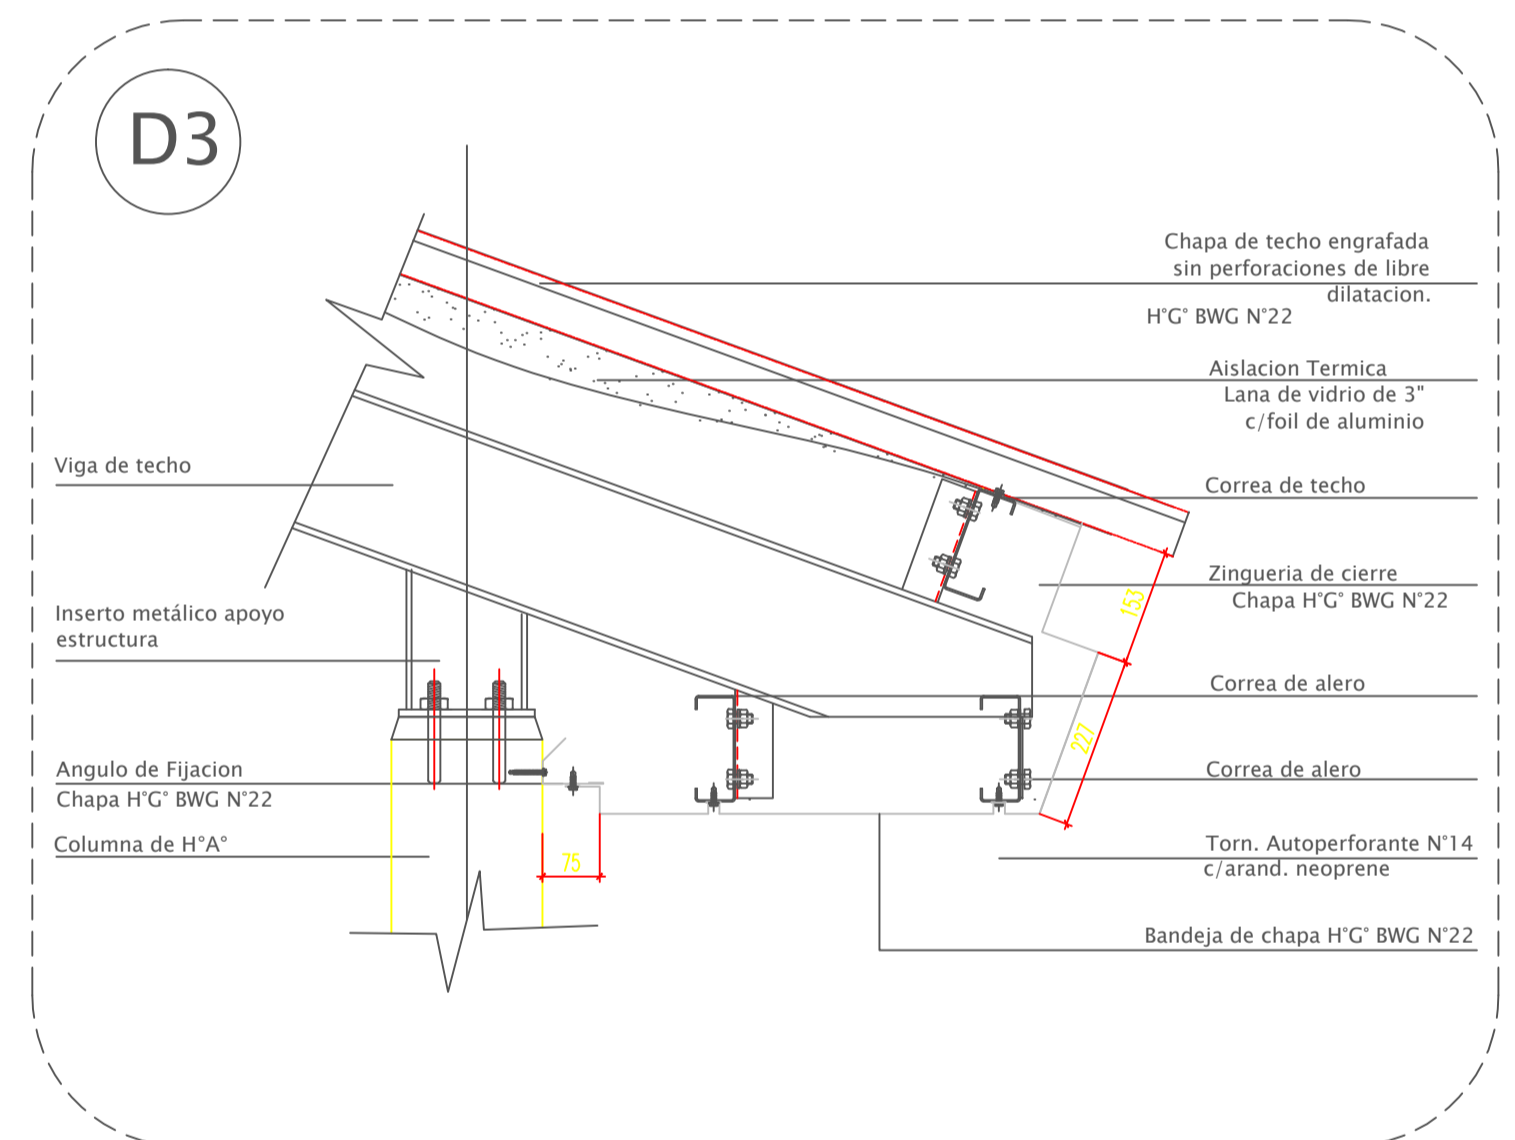 D3
Chapa de techo engrafada
sin perforaciones de libre
dilatacion.
H°G° BWG N°22
Aislacion Termica
Lana de vidrio de 3"
c/foil de aluminio
Viga de techo
Correa de techo
Zingueria de cierre
Chapa H°G° BWG N°22
153
Inserto metálico apoyo
estructura
Correa de alero
227
Angulo de Fijacion
Chapa H°G° BWG N°22
Correa de alero
Columna de H°A°
75
Torn. Autoperforante N°14
c/arand. neoprene
Bandeja de chapa H°G° BWG N°22